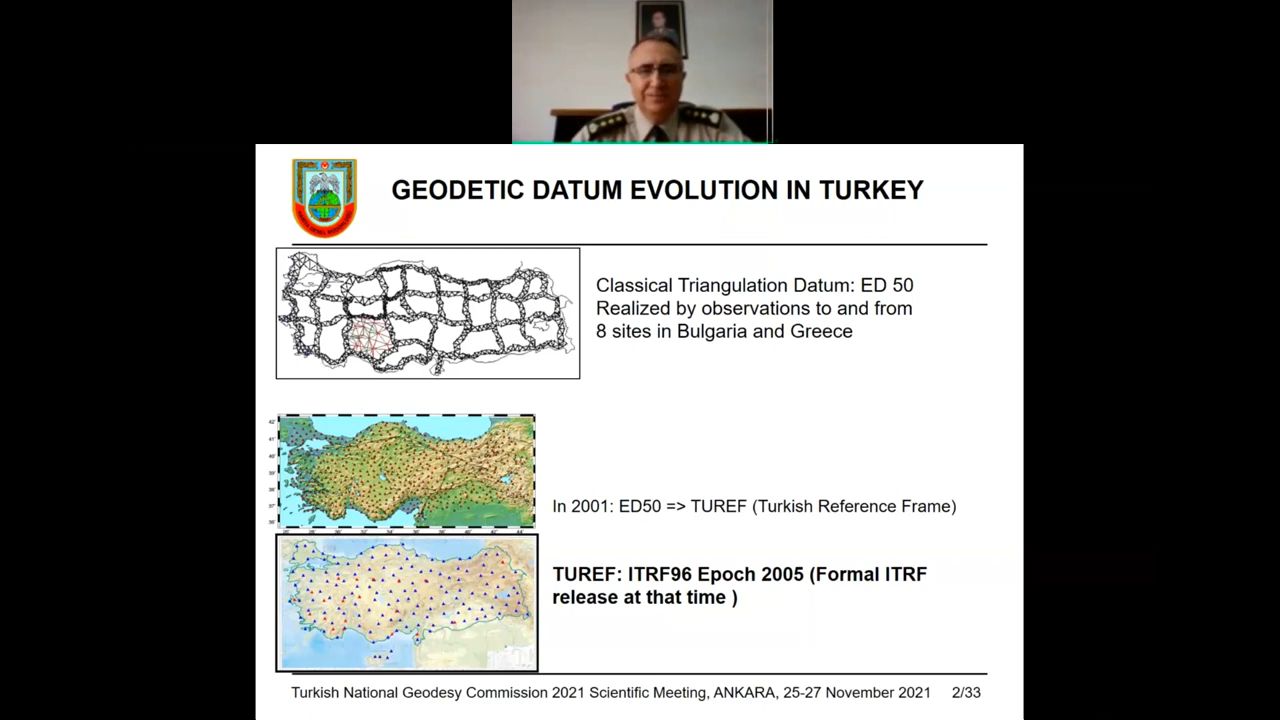 GEODETIC DATUM EVOLUTION IN TURKEY
Classical Triangulation Datum: ED 50
Realized by observations to and from
8 sites in Bulgaria and Greece
In 2001: ED50 => TUREF (Turkish Reference Frame)
TUREF: ITRF96 Epoch 2005 (Formal ITRF
release at that time )
Turkish National Geodesy Commission 2021 Scientific Meeting, ANKARA, 25-27 November 2021 2/33